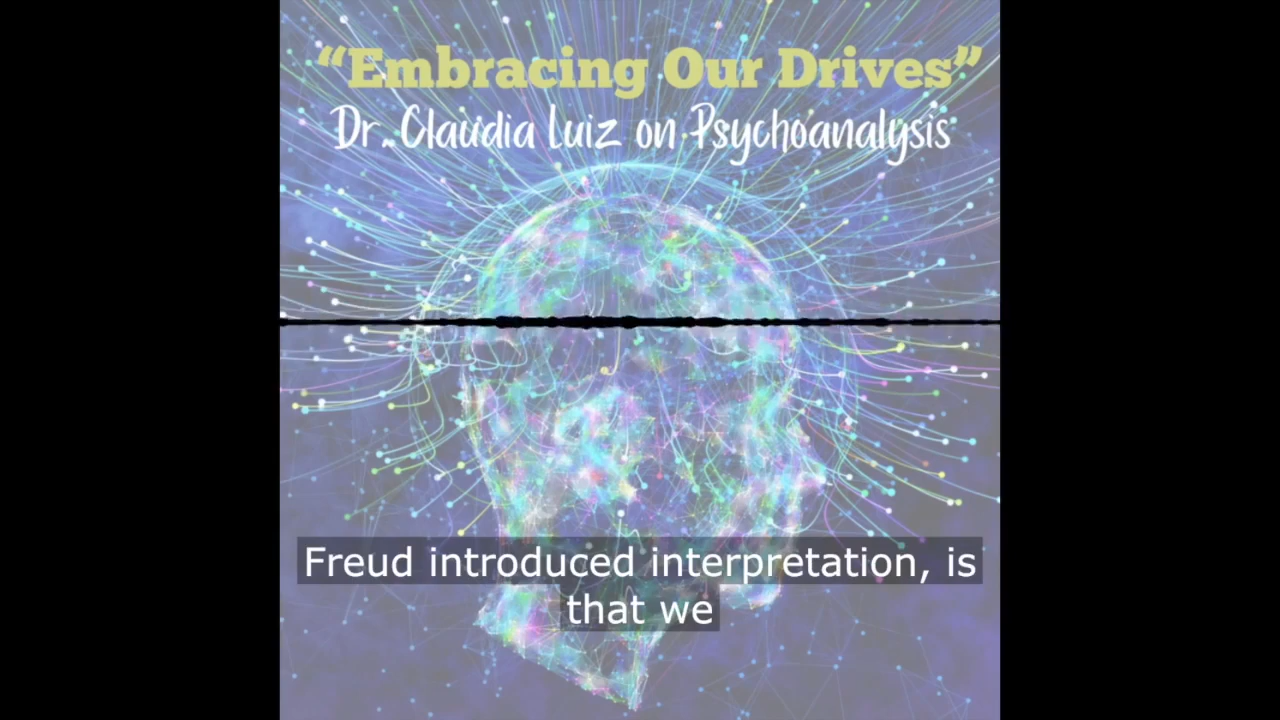 “Embracing Our Drives”
Dr. Claudia Luiz on Psychoanalysis
Freud introduced interpretation, is
that we